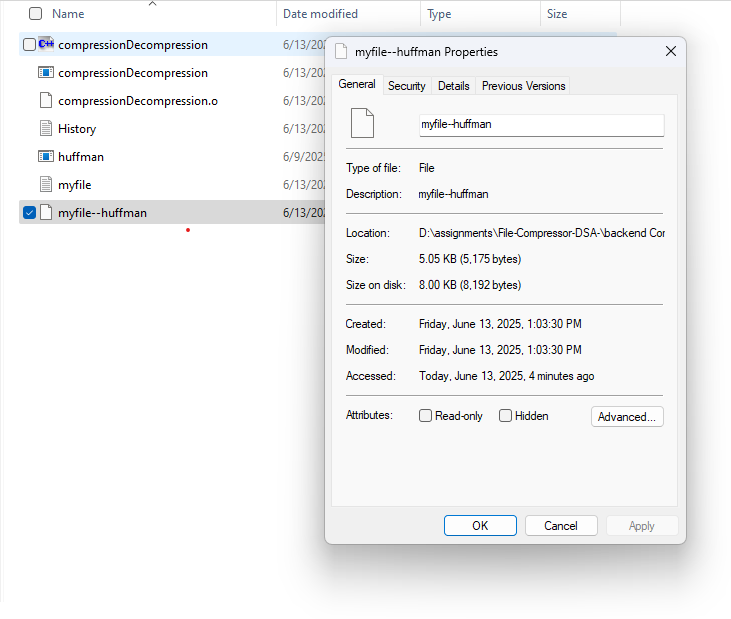 Name Date modified Type Size
compressionDecompression 6/13/202
compressionDecompression 6/13/202
compressionDecompression.o 6/13/202
History 6/13/202
huffman 6/9/2025
myfile 6/13/202
myfile--huffman 6/13/202
myfile--huffman Properties
General Security Details Previous Versions
myfile--huffman
Type of file: File
Description: myfile--huffman
Location: D:\assignments\File-Compressor-DSA-\backend Cor
Size: 5.05 KB (5,175 bytes)
Size on disk: 8.00 KB (8,192 bytes)
Created: Friday, June 13, 2025, 1:03:30 PM
Modified: Friday, June 13, 2025, 1:03:30 PM
Accessed: Today, June 13, 2025, 4 minutes ago
Attributes: Read-only Hidden Advanced...
OK Cancel Apply